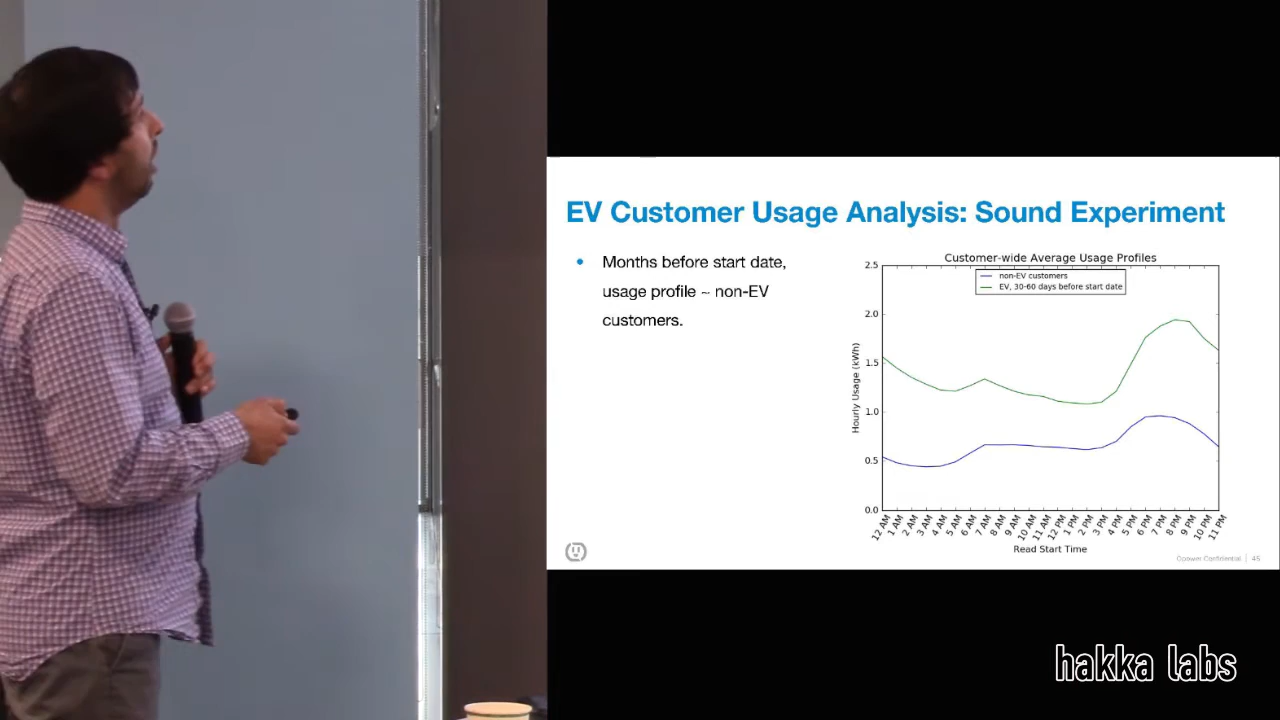 EV Customer Usage Analysis: Sound Experiment
• Months before start date,
usage profile ~ non-EV
customers.
Customer-wide Average Usage Profiles
non-EV customers
EV, 30-60 days before start date
2.5
2.0
1.5
1.0
0.5
0.0
Hourly Usage (kWh)
12 AM
1 AM
2 AM
3 AM
4 AM
5 AM
6 AM
7 AM
8 AM
9 AM
10 AM
11 AM
12 PM
1 PM
2 PM
3 PM
4 PM
5 PM
6 PM
7 PM
8 PM
9 PM
10 PM
11 PM
Read Start Time
Opower Confidential | 45
hakka labs